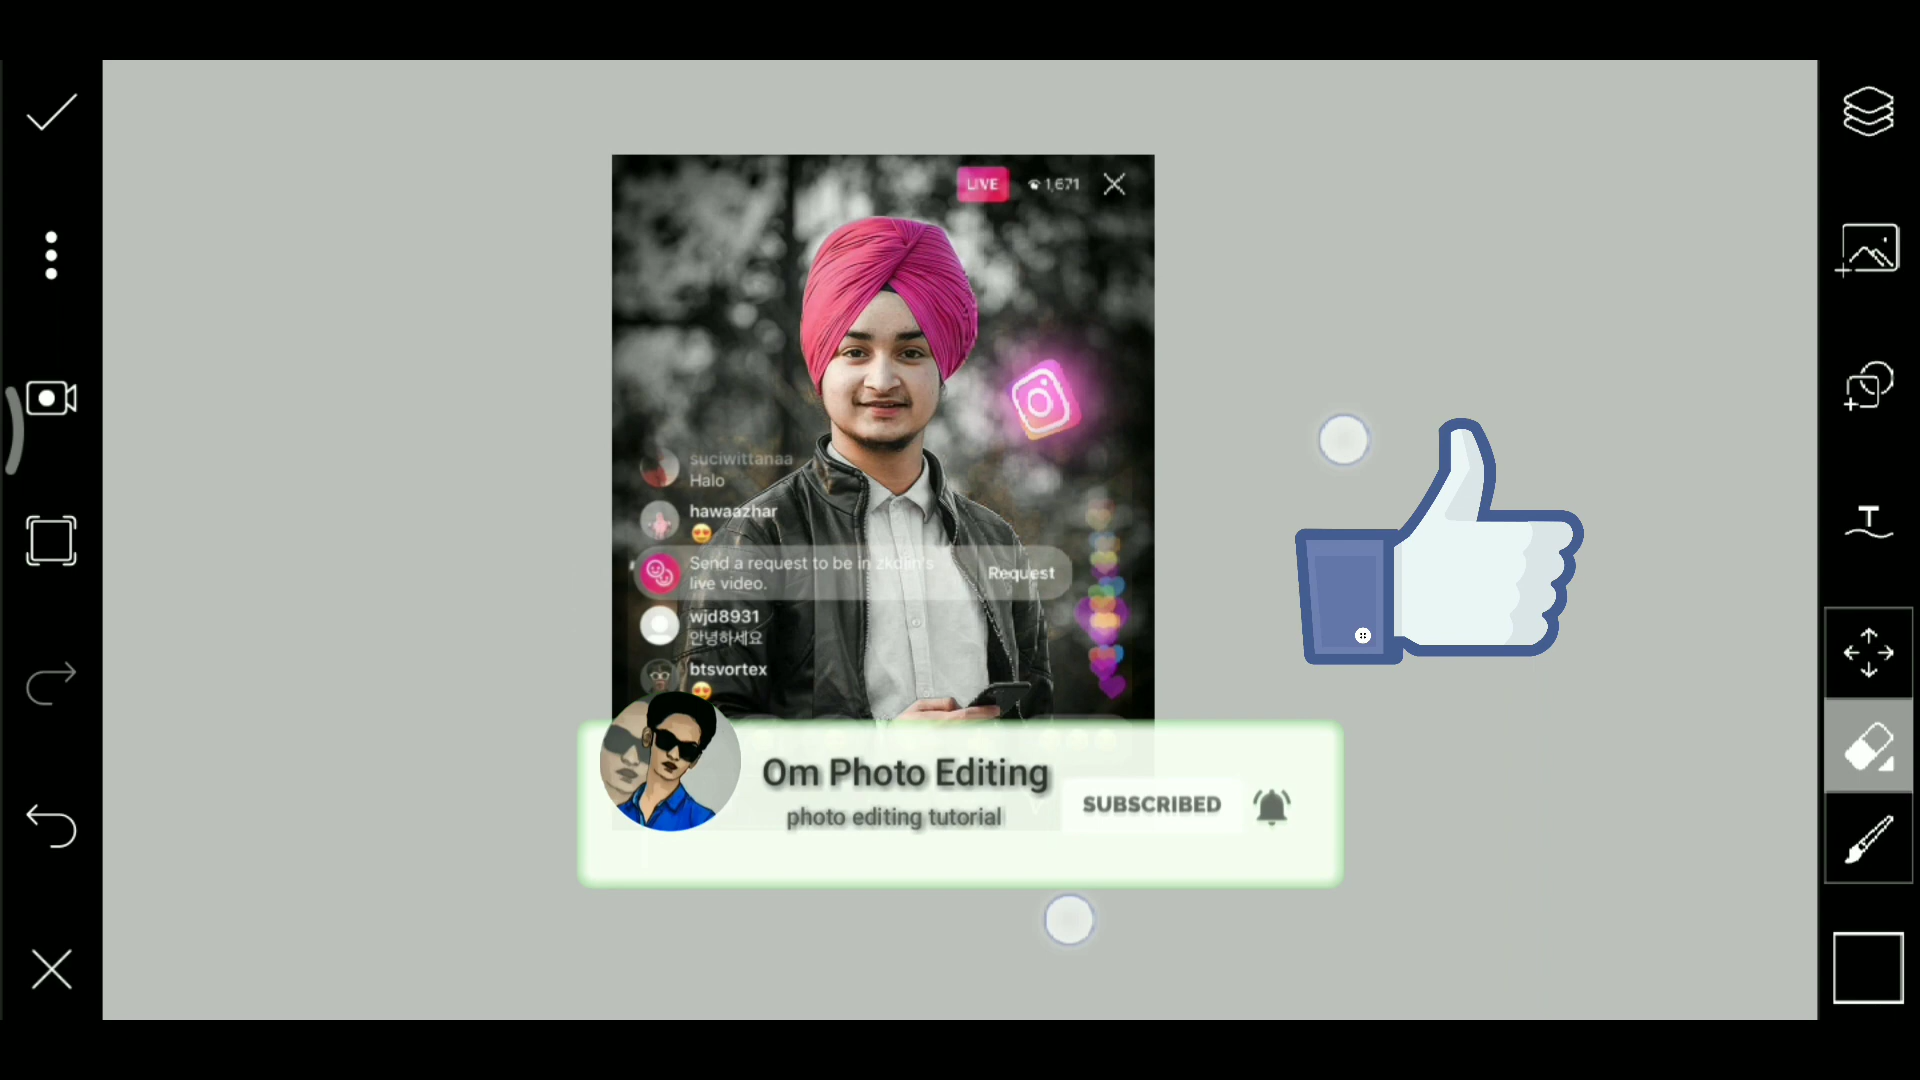 LIVE 1,671
suciwittanaa
Halo
hawaazhar
Send a request to be in zkdlin's
live video.
Request
wjd8931
안녕하세요
btsvortex
Om Photo Editing
photo editing tutorial
SUBSCRIBED
T